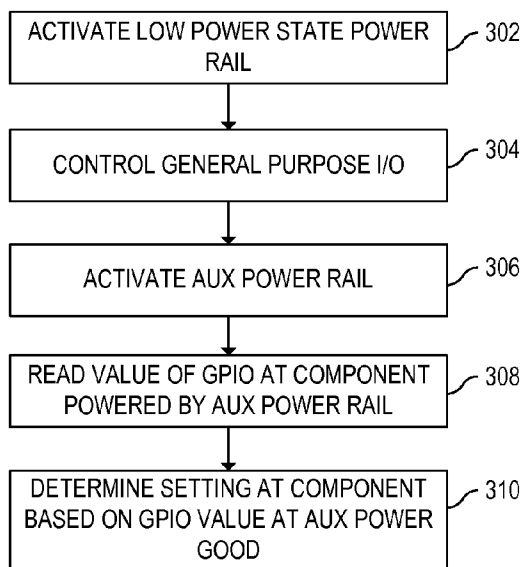 ACTIVATE LOW POWER STATE POWER
RAIL
302
CONTROL GENERAL PURPOSE I/O
304
ACTIVATE AUX POWER RAIL
306
READ VALUE OF GPIO AT COMPONENT
POWERED BY AUX POWER RAIL
308
DETERMINE SETTING AT COMPONENT
BASED ON GPIO VALUE AT AUX POWER
GOOD
310